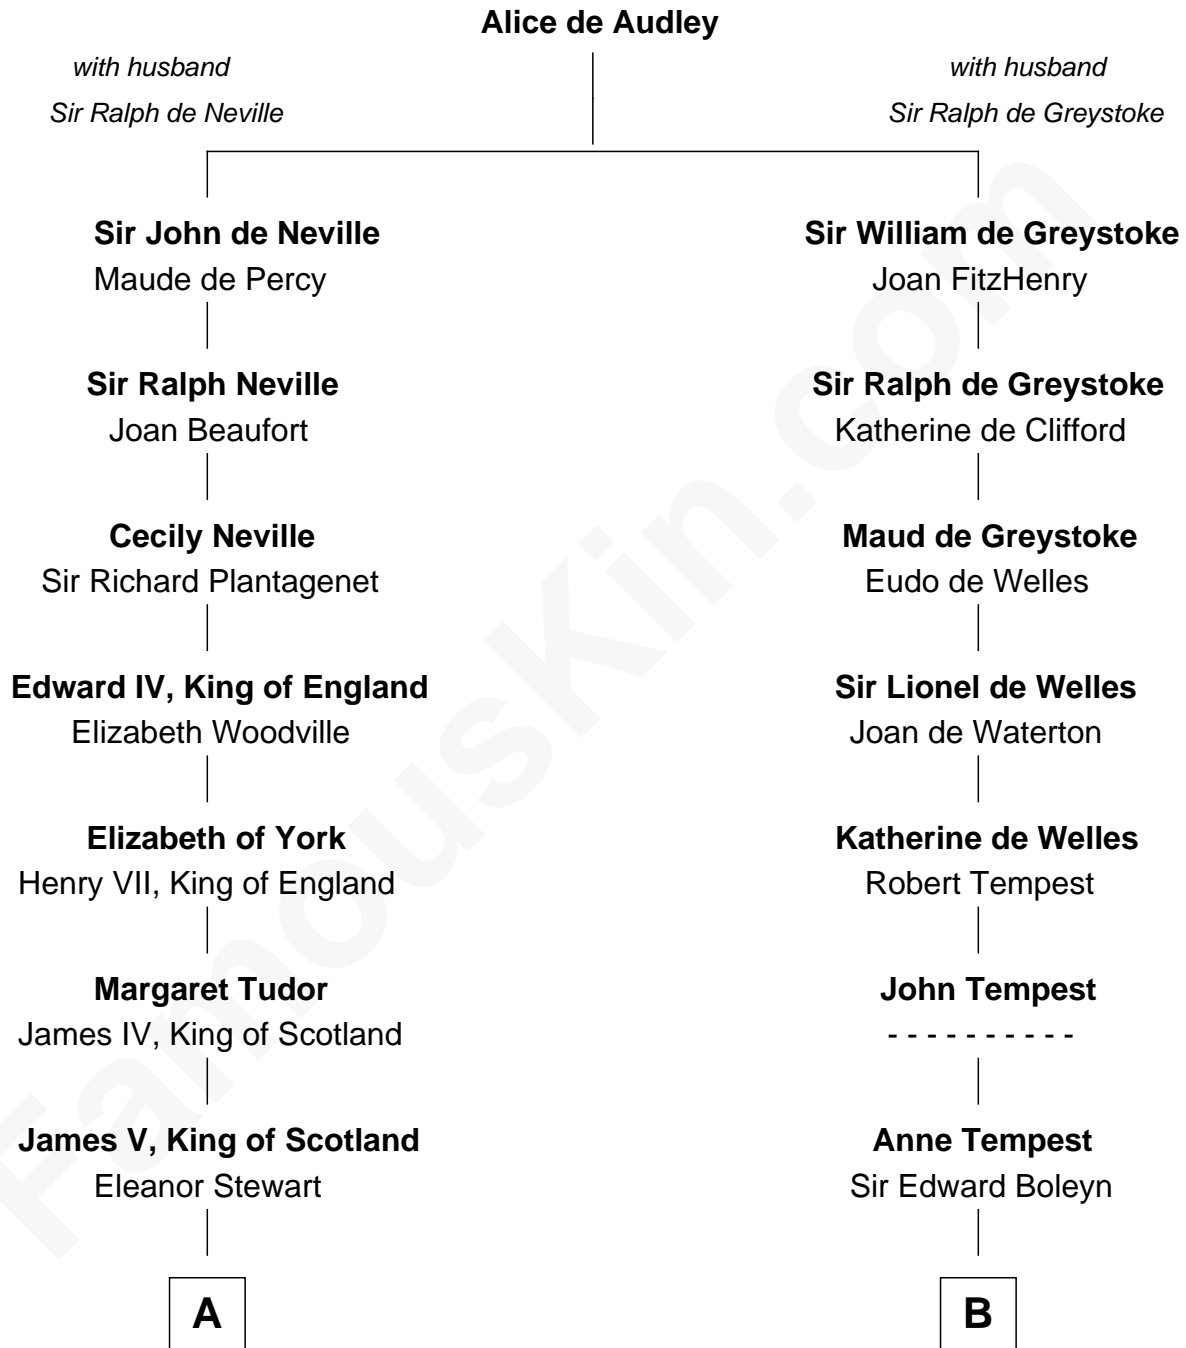 Alice de Audley
with husband
Sir Ralph de Neville
with husband
Sir Ralph de Greystoke
Sir John de Neville
Maude de Percy
Sir William de Greystoke
Joan FitzHenry
Sir Ralph Neville
Joan Beaufort
Sir Ralph de Greystoke
Katherine de Clifford
Cecily Neville
Sir Richard Plantagenet
Maud de Greystoke
Eudo de Welles
Edward IV, King of England
Elizabeth Woodville
Sir Lionel de Welles
Joan de Waterton
Elizabeth of York
Henry VII, King of England
Katherine de Welles
Robert Tempest
Margaret Tudor
James IV, King of Scotland
John Tempest
- - - - - - - - - -
James V, King of Scotland
Eleanor Stewart
Anne Tempest
Sir Edward Boleyn
A
B
FamousKin.com